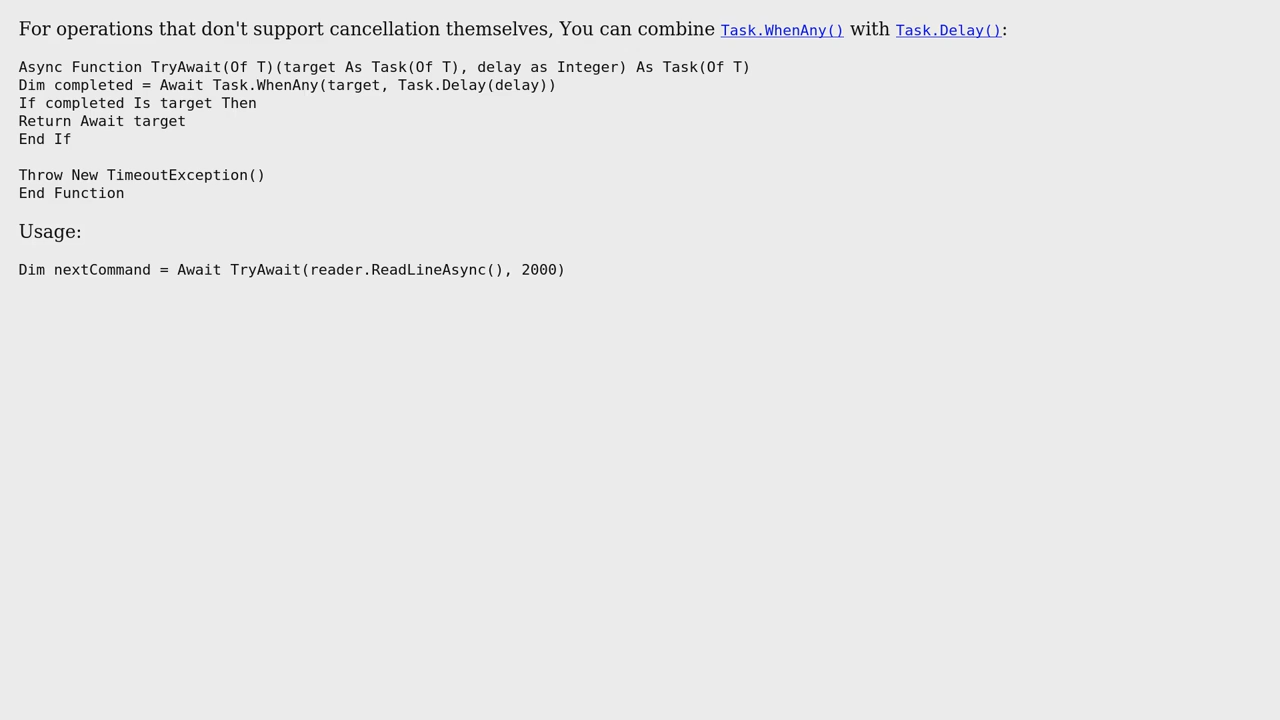 For operations that don't support cancellation themselves, You can combine Task.WhenAny() with Task.Delay():
Async Function TryAwait(Of T)(target As Task(Of T), delay as Integer) As Task(Of T)
Dim completed = Await Task.WhenAny(target, Task.Delay(delay))
If completed Is target Then
Return Await target
End If
Throw New TimeoutException()
End Function
Usage:
Dim nextCommand = Await TryAwait(reader.ReadLineAsync(), 2000)